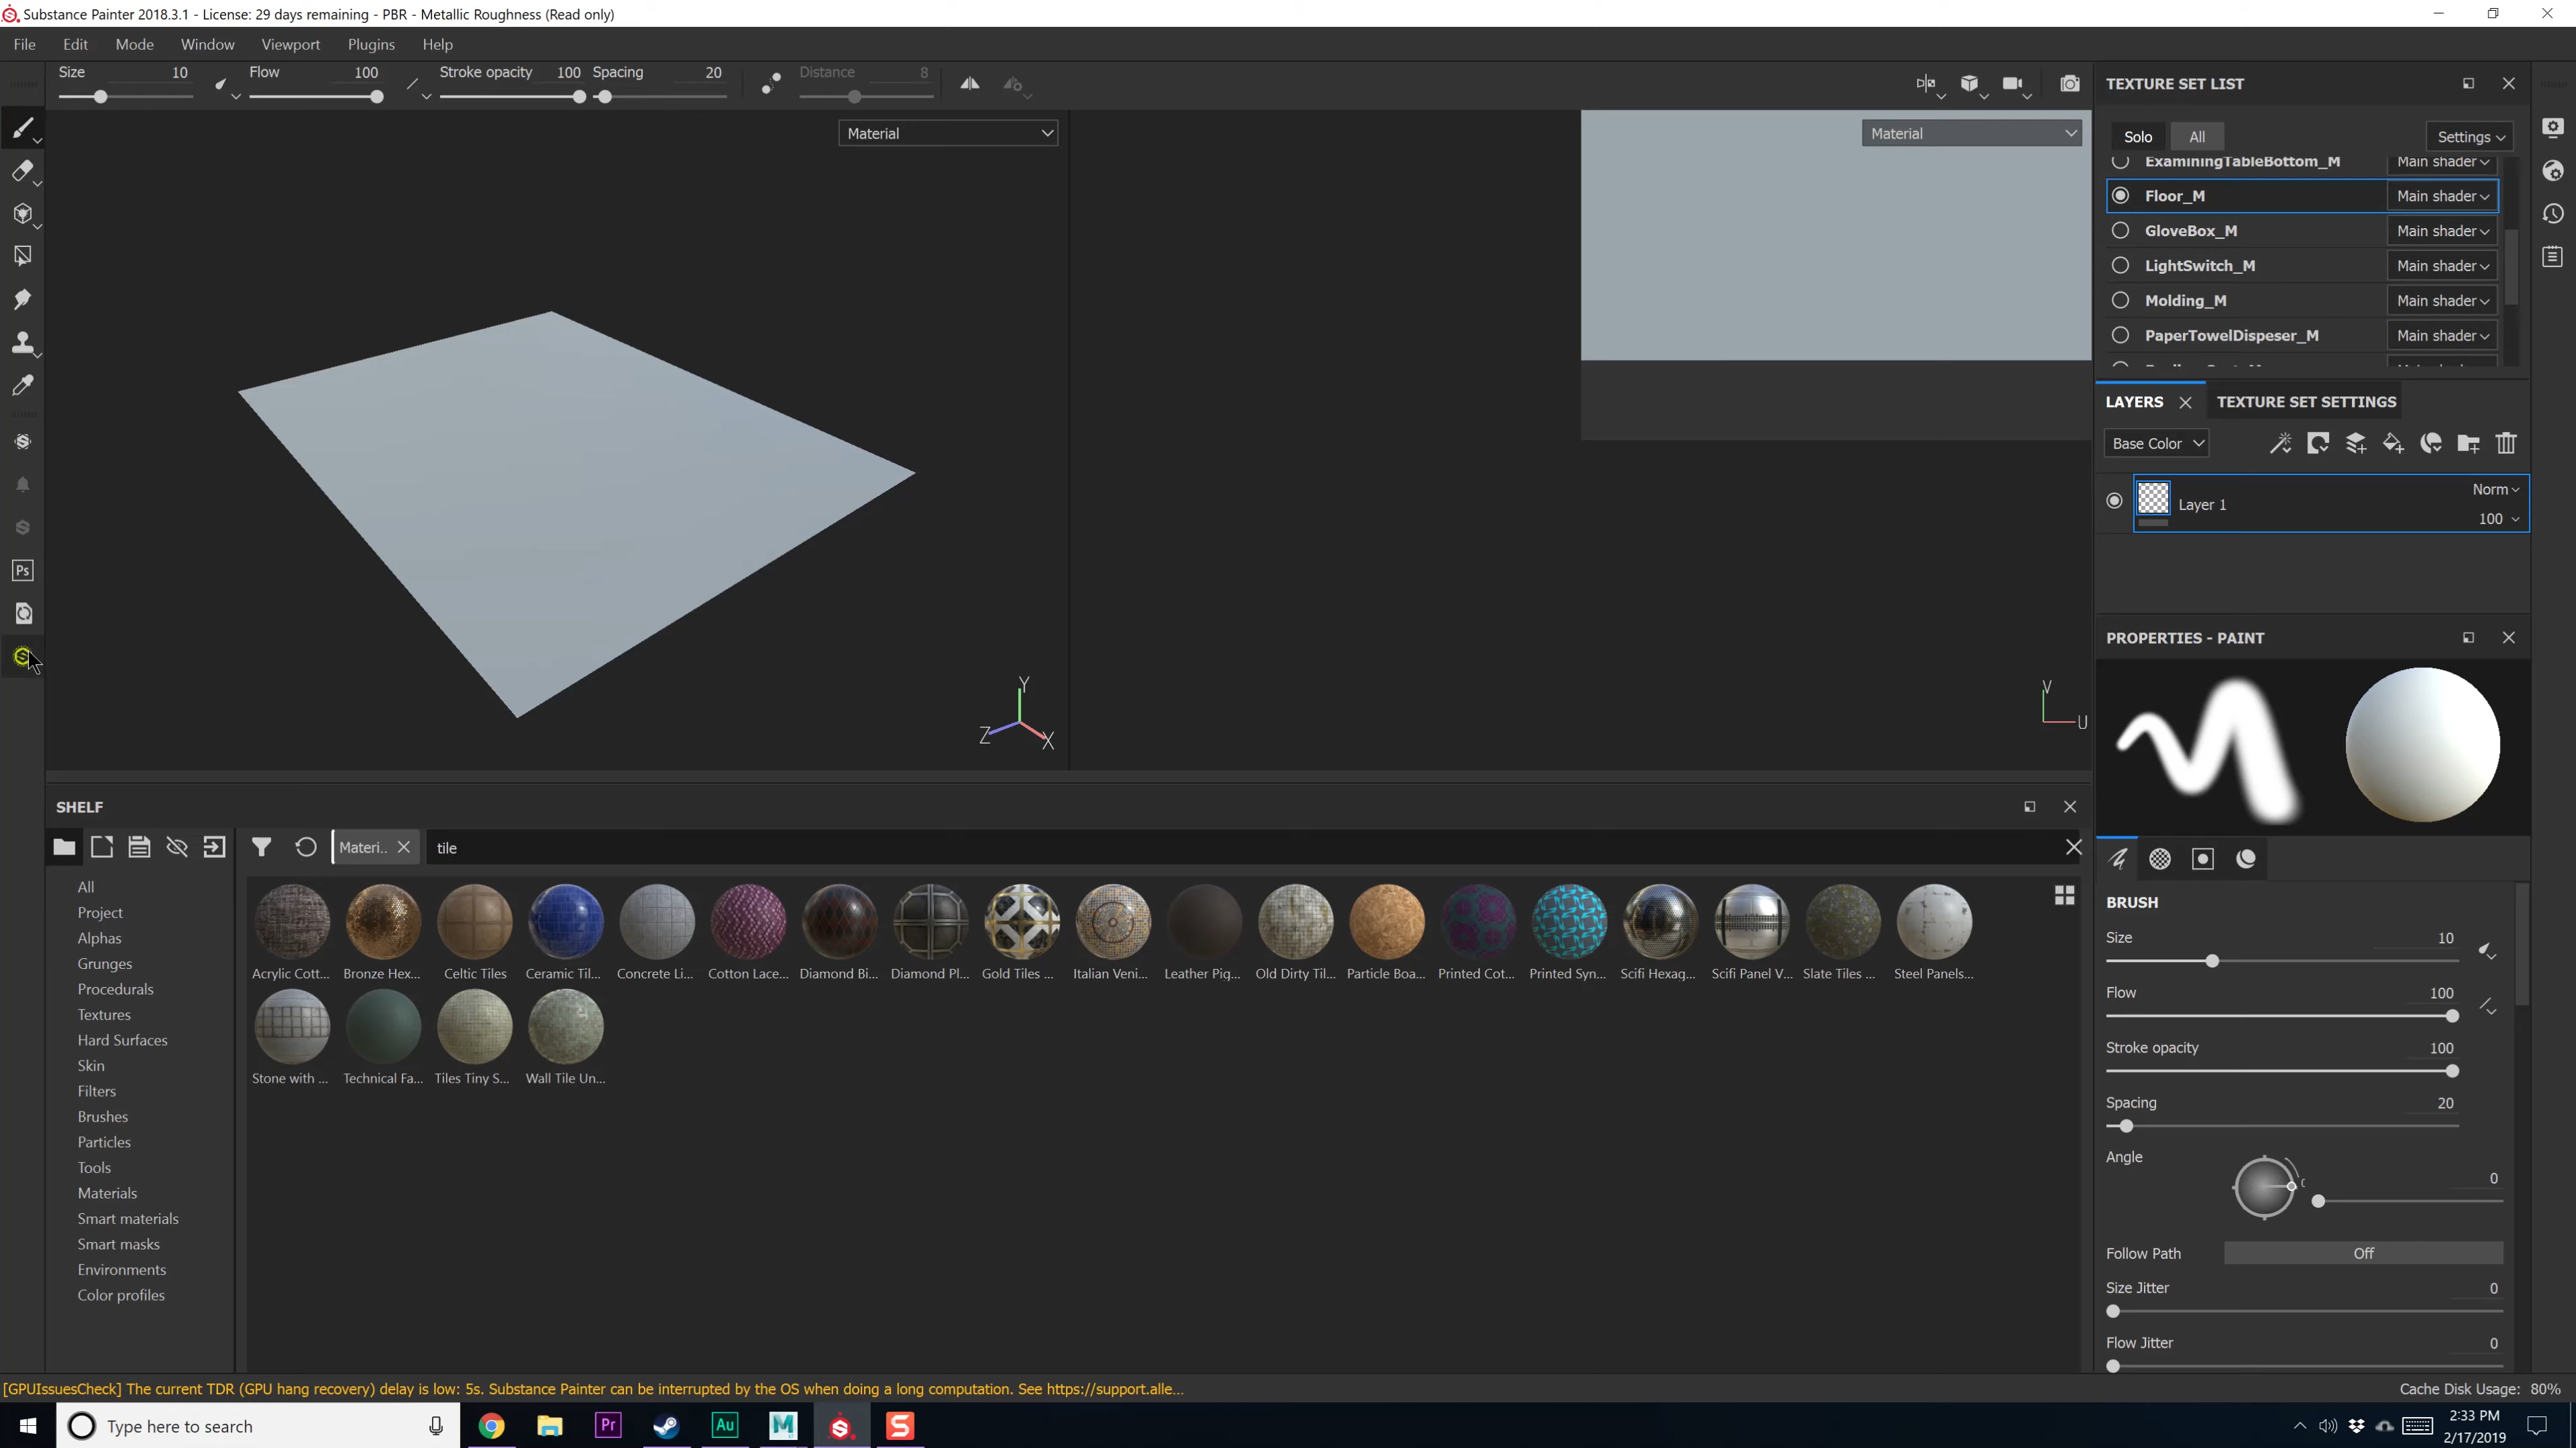 Substance Painter 2018.3.1 - License: 29 days remaining - PBR - Metallic Roughness (Read only)
File Edit Mode Window Viewport Plugins Help
Size 10 Flow 100 Stroke opacity 100 Spacing 20 Distance 8
Material
Material
Y
Z
X
V
U
Ps
TEXTURE SET LIST
Solo All Settings
ExaminingTableBottom_M Main shader
Floor_M Main shader
GloveBox_M Main shader
LightSwitch_M Main shader
Molding_M Main shader
PaperTowelDispeser_M Main shader
LAYERS TEXTURE SET SETTINGS
Base Color
Norm
Layer 1
100
PROPERTIES - PAINT
BRUSH
Size 10
Flow 100
Stroke opacity 100
Spacing 20
Angle
0
Follow Path Off
Size Jitter 0
Flow Jitter 0
SHELF
Materi.. tile
All
Project
Alphas
Grunges
Procedurals
Textures
Hard Surfaces
Skin
Filters
Brushes
Particles
Tools
Materials
Smart materials
Smart masks
Environments
Color profiles
Acrylic Cott... Bronze Hex... Celtic Tiles Ceramic Til... Concrete Li... Cotton Lace... Diamond Bi... Diamond Pl... Gold Tiles ... Italian Veni... Leather Pig... Old Dirty Til... Particle Boa... Printed Cot... Printed Syn... Scifi Hexag... Scifi Panel V... Slate Tiles ... Steel Panels...
Stone with ... Technical Fa... Tiles Tiny S... Wall Tile Un...
[GPUIssuesCheck] The current TDR (GPU hang recovery) delay is low: 5s. Substance Painter can be interrupted by the OS when doing a long computation. See https://support.alle...
Cache Disk Usage: 80%
Type here to search
Pr
Au
M
S
2:33 PM
2/17/2019